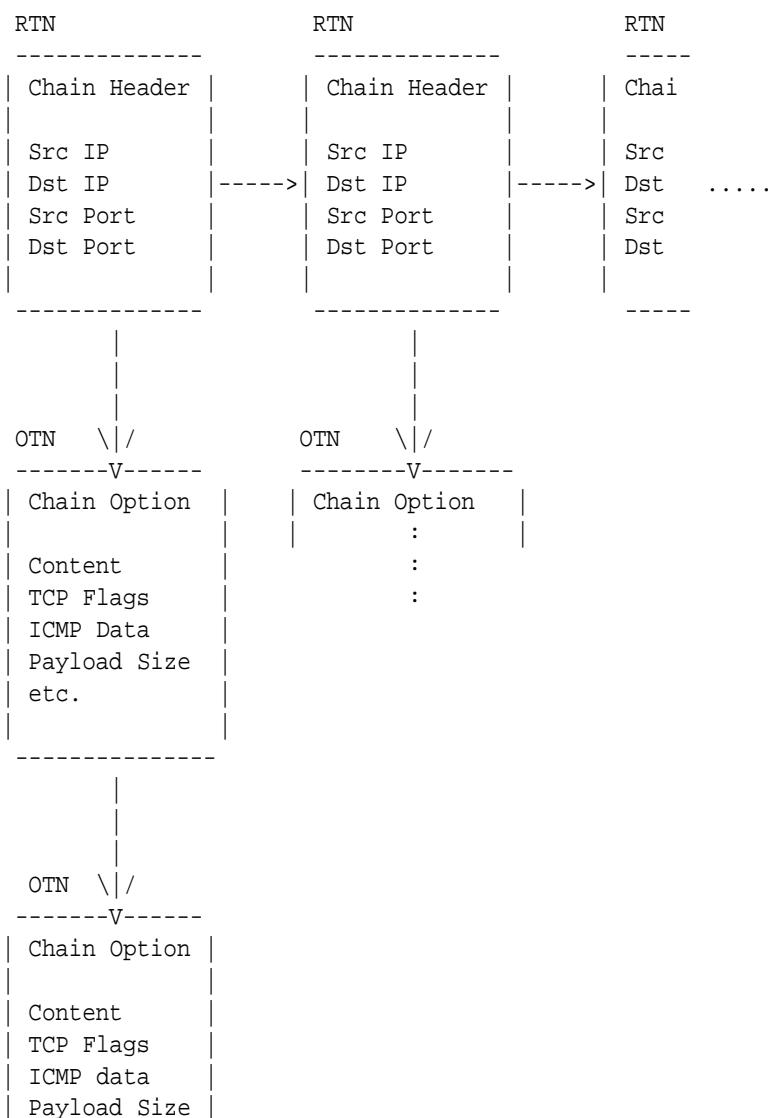 RTN                     RTN                      RTN
 --------------         --------------          -----
| Chain Header |       | Chain Header |        | Chai
|              |       |              |        |
| Src IP       |       | Src IP       |        | Src
| Dst IP       |----->| Dst IP       |----->| Dst   .....
| Src Port     |       | Src Port     |        | Src
| Dst Port     |       | Dst Port     |        | Dst
|              |       |              |        |
 --------------         --------------          -----
        |                       |
        |                       |
        |                       |
OTN   \|/              OTN    \|/
 -------V------        --------V-------
| Chain Option  |    | Chain Option   |
|               |    |        :       |
| Content       |             :
| TCP Flags     |             :
| ICMP Data     |
| Payload Size  |
| etc.          |
|               |
 ---------------
        |
        |
        |
 OTN  \|/
 -------V------
| Chain Option |
|              |
| Content      |
| TCP Flags    |
| ICMP data    |
| Payload Size |